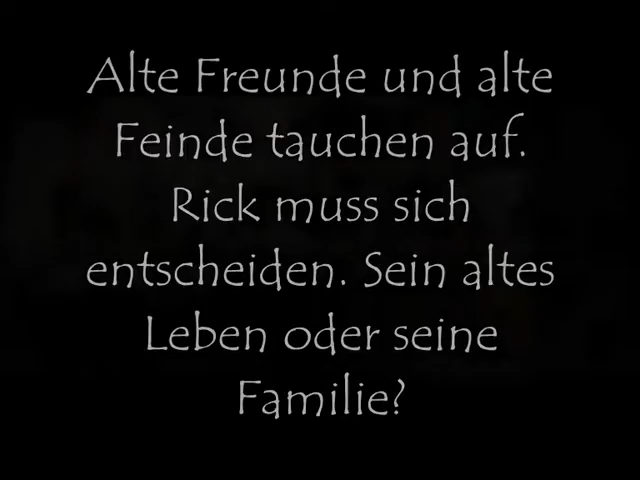 Alte Freunde und alte
Feinde tauchen auf.
Rick muss sich
entscheiden. Sein altes
Leben oder seine
Familie?